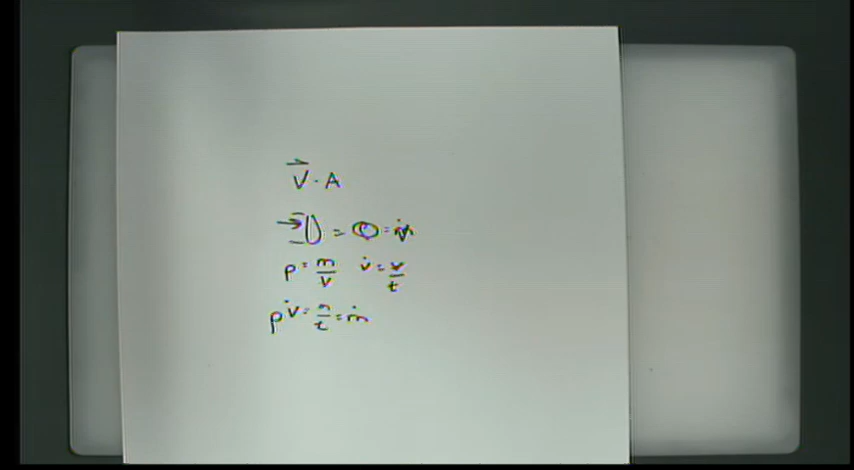 V⃗ · A
= Q = V̇
ρ = m/V V̇ = V/t
ρV̇ = m/t = ṁ